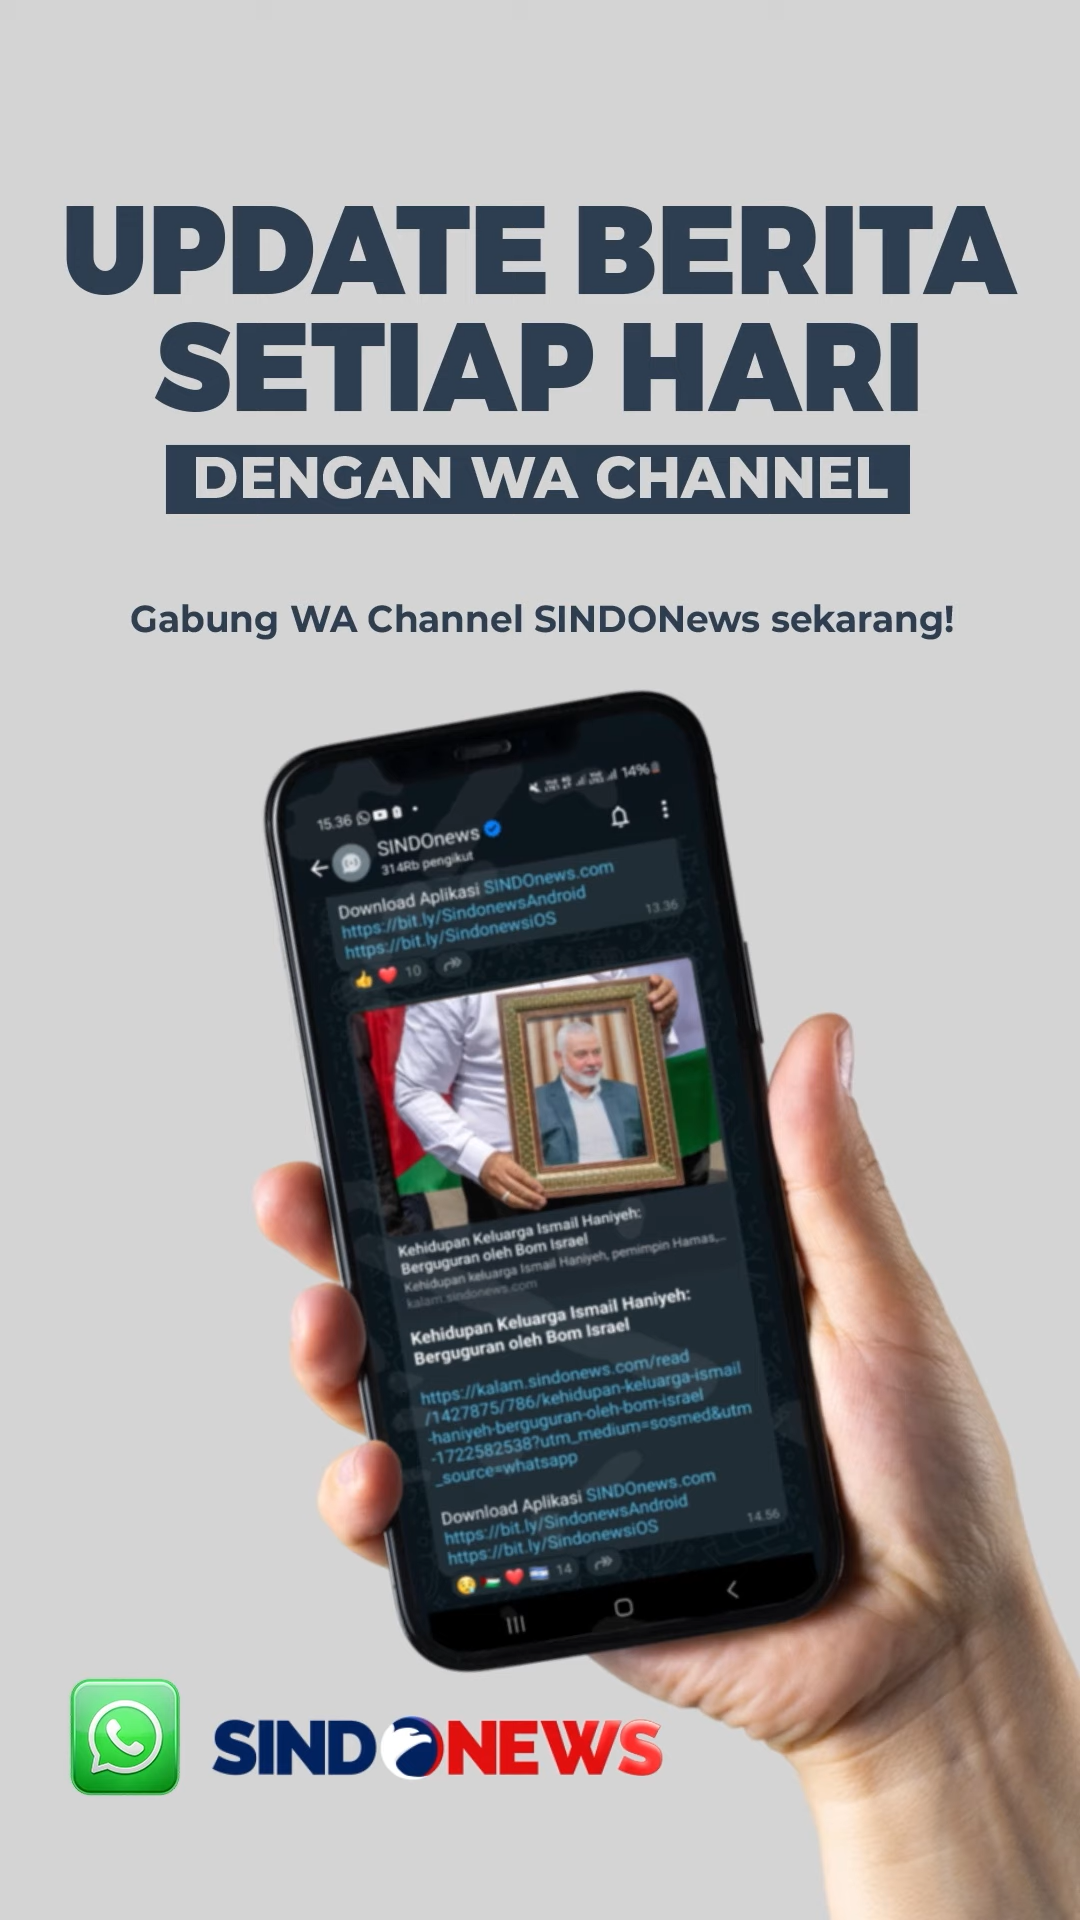 UPDATE BERITA
SETIAP HARI
DENGAN WA CHANNEL
Gabung WA Channel SINDONews sekarang!
15.36
14%
SINDOnews
314Rb pengikut
Download Aplikasi SINDOnews.com
https://bit.ly/SindonewsAndroid
https://bit.ly/SindonewsiOS
13.36
10
Kehidupan Keluarga Ismail Haniyeh:
Berguguran oleh Bom Israel
Kehidupan keluarga Ismail Haniyeh, pemimpin Hamas,...
kalam.sindonews.com
Kehidupan Keluarga Ismail Haniyeh:
Berguguran oleh Bom Israel
https://kalam.sindonews.com/read
/1427875/786/kehidupan-keluarga-ismail
-haniyeh-berguguran-oleh-bom-israel
-1722582538?utm_medium=sosmed&utm
_source=whatsapp
Download Aplikasi SINDOnews.com
https://bit.ly/SindonewsAndroid
https://bit.ly/SindonewsiOS
14.56
14
SINDONEWS